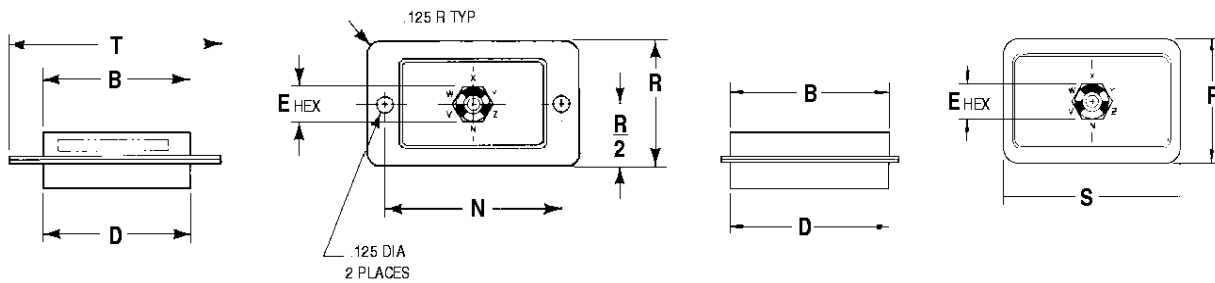 T
B
D
.125 R TYP
E HEX
X
W Y
V Z
N
R
R
2
N
.125 DIA
2 PLACES
B
D
E HEX
X
W Y
V Z
N
S